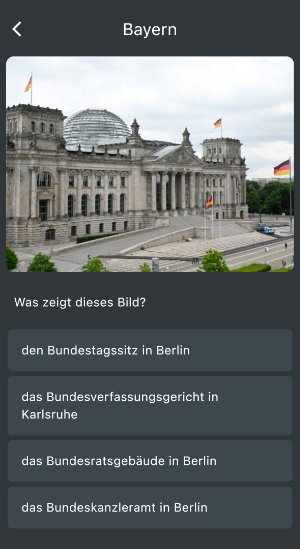 Bayern
Was zeigt dieses Bild?
den Bundestagssitz in Berlin
das Bundesverfassungsgericht in
Karlsruhe
das Bundesratsgebäude in Berlin
das Bundeskanzleramt in Berlin